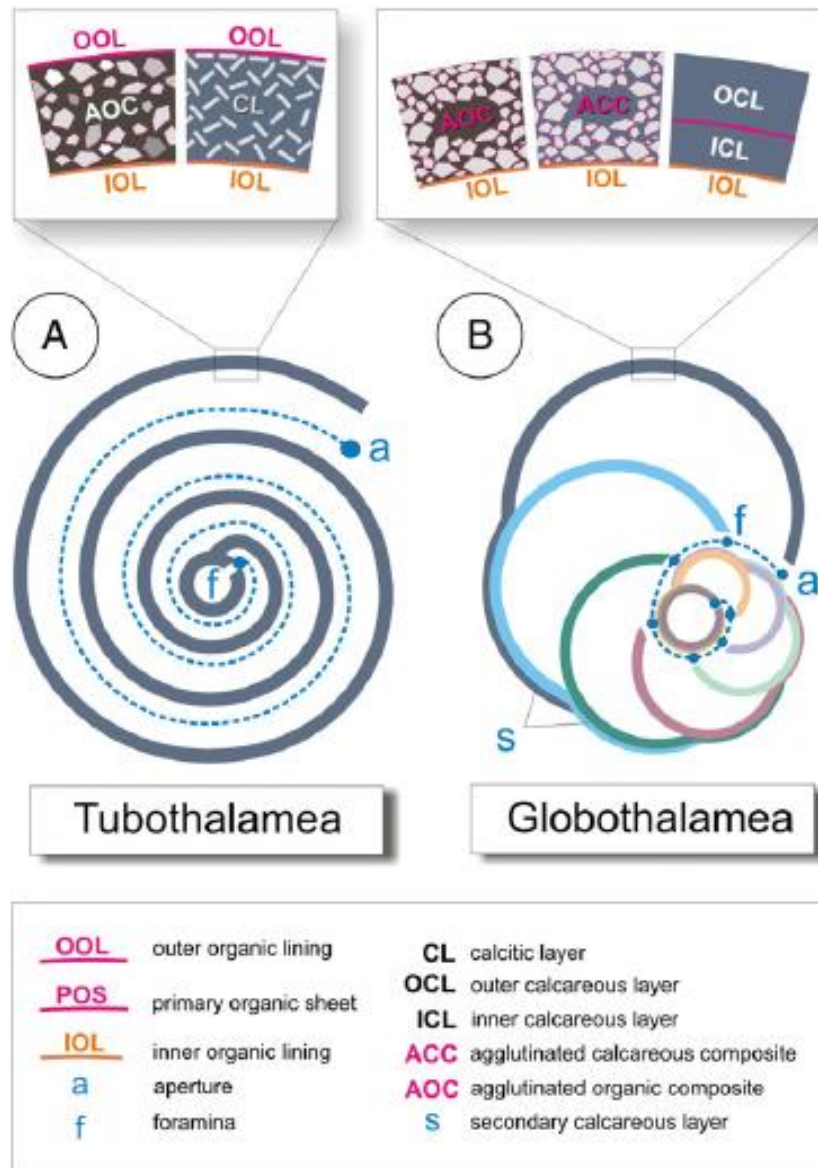 OOL OOL
AOC CL
IOL IOL
AOC ACC OCL
ICL
IOL IOL IOL
A
B
a
f
f
a
s
Tubothalamea
Globothalamea
OOL outer organic lining
POS primary organic sheet
IOL inner organic lining
a aperture
f foramina
CL calcitic layer
OCL outer calcareous layer
ICL inner calcareous layer
ACC agglutinated calcareous composite
AOC agglutinated organic composite
s secondary calcareous layer